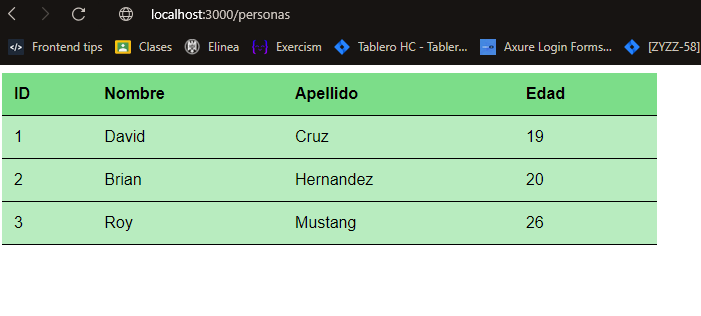 localhost:3000/personas
</> Frontend tips Clases Elinea {-} Exercism Tablero HC - Tabler... Axure Login Forms... [ZYZZ-58]
ID Nombre Apellido Edad
1 David Cruz 19
2 Brian Hernandez 20
3 Roy Mustang 26